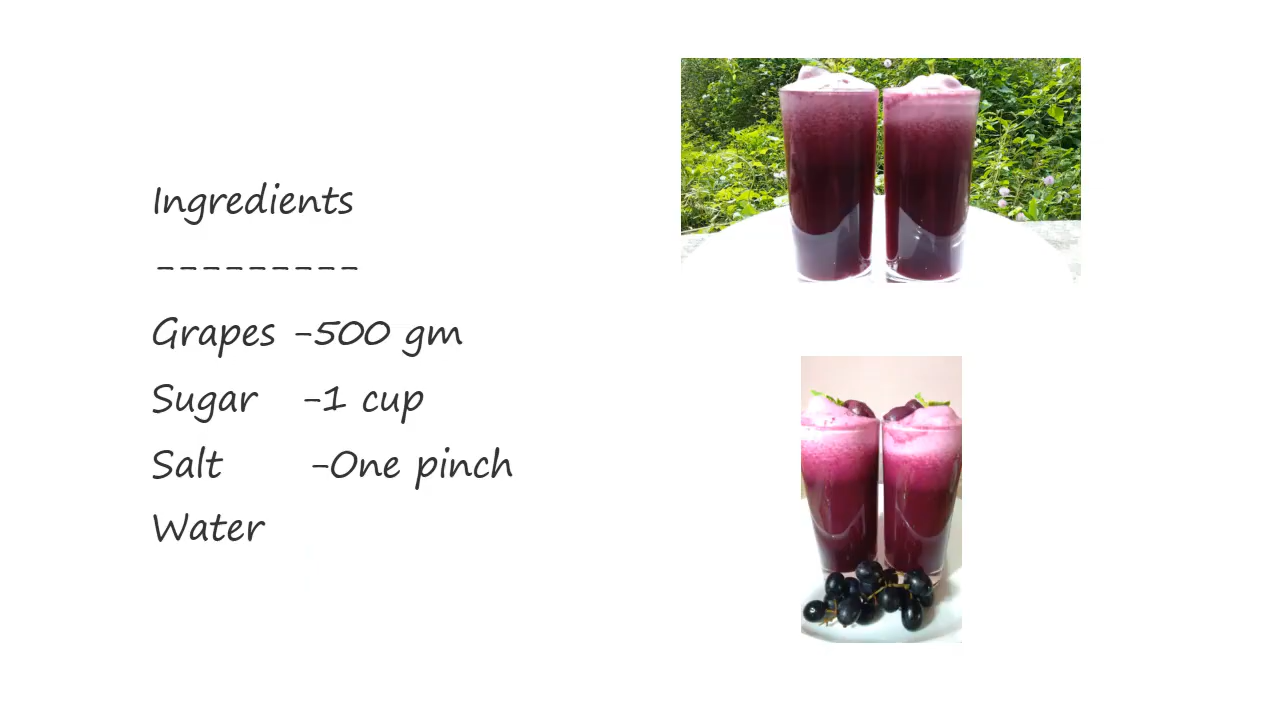 Ingredients
---------
Grapes -500 gm
Sugar -1 cup
Salt -One pinch
Water